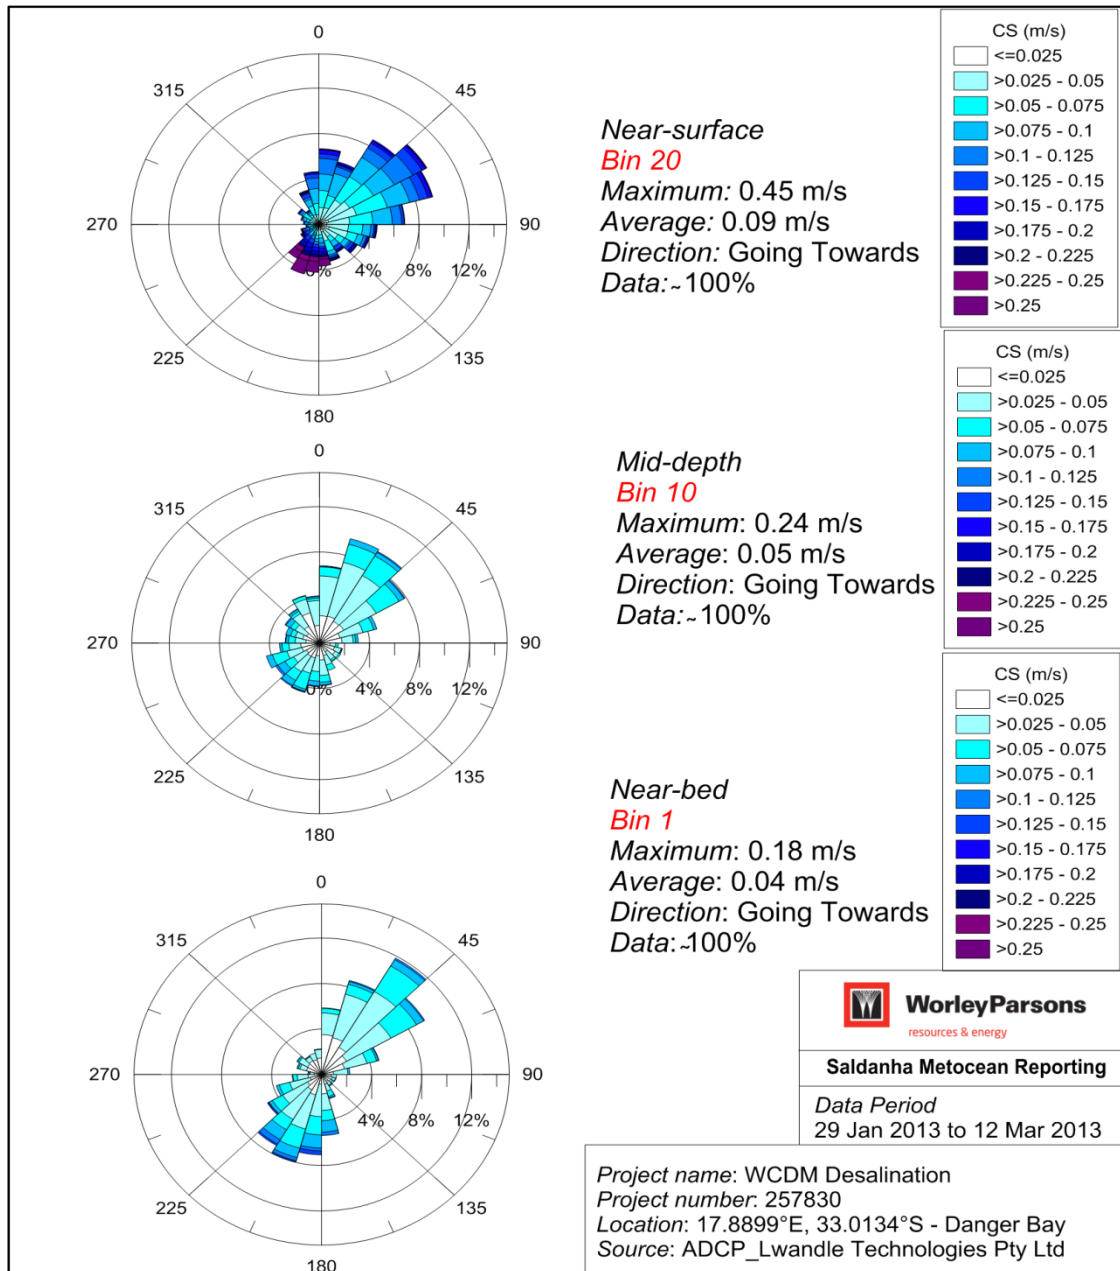 0
315
45
270
90
0%
4%
8%
12%
225
135
180
Near-surface
Bin 20
Maximum: 0.45 m/s
Average: 0.09 m/s
Direction: Going Towards
Data:~100%
CS (m/s)
<=0.025
>0.025 - 0.05
>0.05 - 0.075
>0.075 - 0.1
>0.1 - 0.125
>0.125 - 0.15
>0.15 - 0.175
>0.175 - 0.2
>0.2 - 0.225
>0.225 - 0.25
>0.25
0
315
45
270
90
0%
4%
8%
12%
225
135
180
Mid-depth
Bin 10
Maximum: 0.24 m/s
Average: 0.05 m/s
Direction: Going Towards
Data:~100%
CS (m/s)
<=0.025
>0.025 - 0.05
>0.05 - 0.075
>0.075 - 0.1
>0.1 - 0.125
>0.125 - 0.15
>0.15 - 0.175
>0.175 - 0.2
>0.2 - 0.225
>0.225 - 0.25
>0.25
0
315
45
270
90
4%
8%
12%
225
135
180
Near-bed
Bin 1
Maximum: 0.18 m/s
Average: 0.04 m/s
Direction: Going Towards
Data:~100%
CS (m/s)
<=0.025
>0.025 - 0.05
>0.05 - 0.075
>0.075 - 0.1
>0.1 - 0.125
>0.125 - 0.15
>0.15 - 0.175
>0.175 - 0.2
>0.2 - 0.225
>0.225 - 0.25
>0.25
WorleyParsons
resources & energy
Saldanha Metocean Reporting
Data Period
29 Jan 2013 to 12 Mar 2013
Project name: WCDM Desalination
Project number: 257830
Location: 17.8899°E, 33.0134°S - Danger Bay
Source: ADCP_Lwandle Technologies Pty Ltd